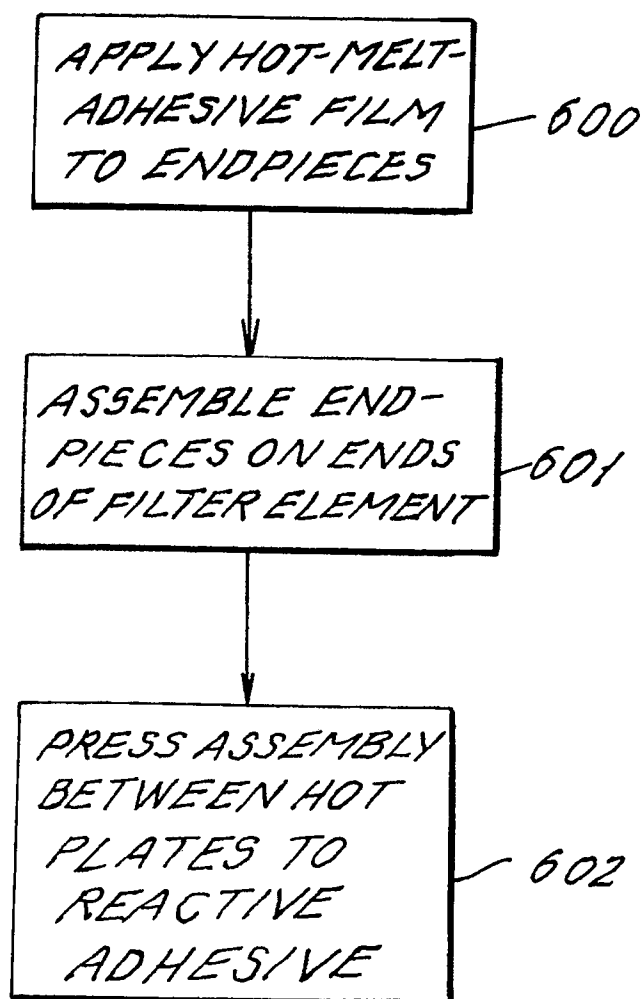 APPLY HOT-MELT-
ADHESIVE FILM
TO ENDPIECES
600
ASSEMBLE END-
PIECES ON ENDS
OF FILTER ELEMENT
601
PRESS ASSEMBLY
BETWEEN HOT
PLATES TO
REACTIVE
ADHESIVE
602